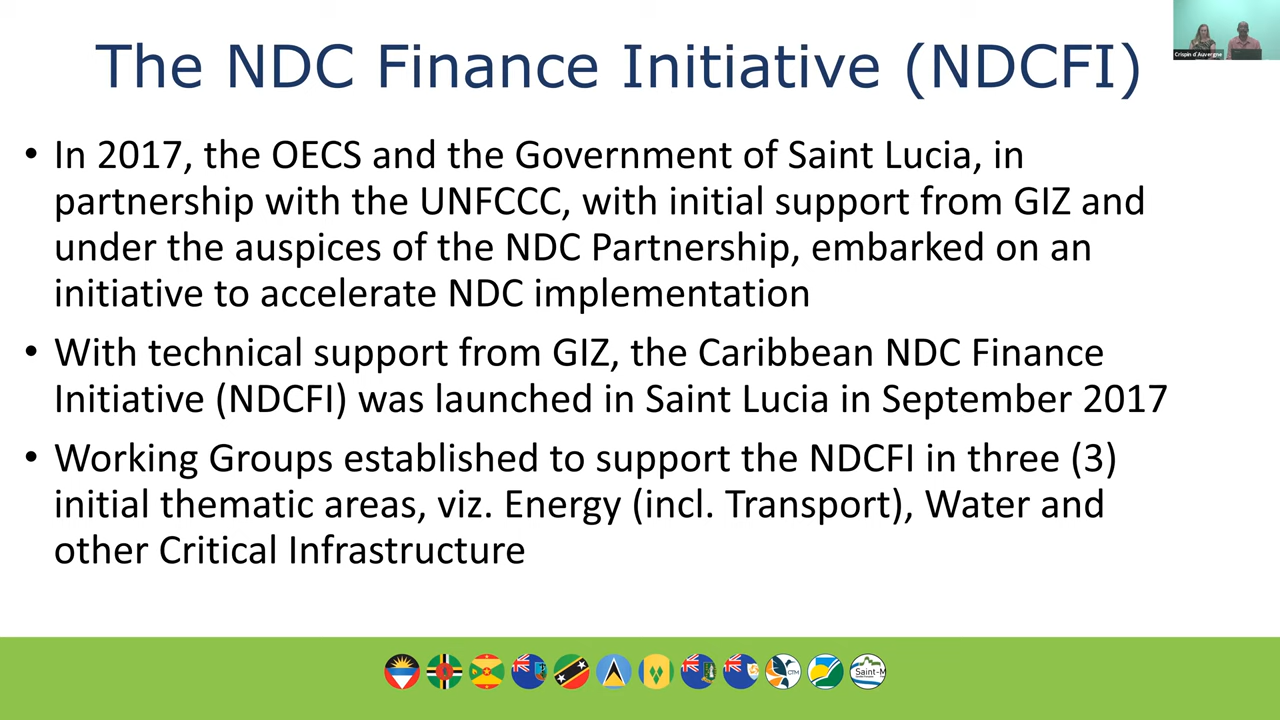 The NDC Finance Initiative (NDCFI)
Crispin d'Auvergne
• In 2017, the OECS and the Government of Saint Lucia, in
partnership with the UNFCCC, with initial support from GIZ and
under the auspices of the NDC Partnership, embarked on an
initiative to accelerate NDC implementation
• With technical support from GIZ, the Caribbean NDC Finance
Initiative (NDCFI) was launched in Saint Lucia in September 2017
• Working Groups established to support the NDCFI in three (3)
initial thematic areas, viz. Energy (incl. Transport), Water and
other Critical Infrastructure
CTM
Saint-M